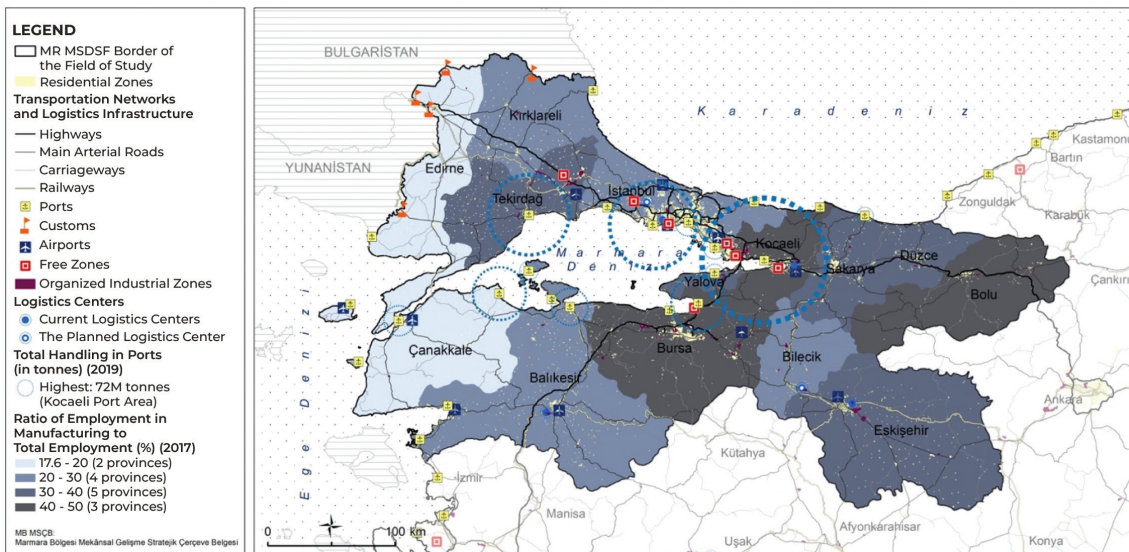 LEGEND
MR MSDSF Border of
the Field of Study
Residential Zones
Transportation Networks
and Logistics Infrastructure
Highways
Main Arterial Roads
Carriageways
Railways
Ports
Customs
Airports
Free Zones
Organized Industrial Zones
Logistics Centers
Current Logistics Centers
The Planned Logistics Center
Total Handling in Ports
(in tonnes) (2019)
Highest: 72M tonnes
(Kocaeli Port Area)
Ratio of Employment in
Manufacturing to
Total Employment (%) (2017)
17.6 - 20 (2 provinces)
20 - 30 (4 provinces)
30 - 40 (5 provinces)
40 - 50 (3 provinces)
MB MSÇB:
Marmara Bölgesi Mekânsal Gelişme Stratejik Çerçeve Belgesi
BULGARİSTAN
YUNANİSTAN
Karadeniz
Kırklareli
Edirne
Tekirdağ
İstanbul
Kocaeli
Marmara
Denizi
Yalova
Sakarya
Düzce
Bolu
Zonguldak
Bartın
Kastamonu
Karabük
Çankırı
Çanakkale
Balıkesir
Bursa
Bilecik
Eskişehir
Ankara
Kütahya
Ege Denizi
İzmir
Manisa
Uşak
Afyonkarahisar
Konya
0 100 km